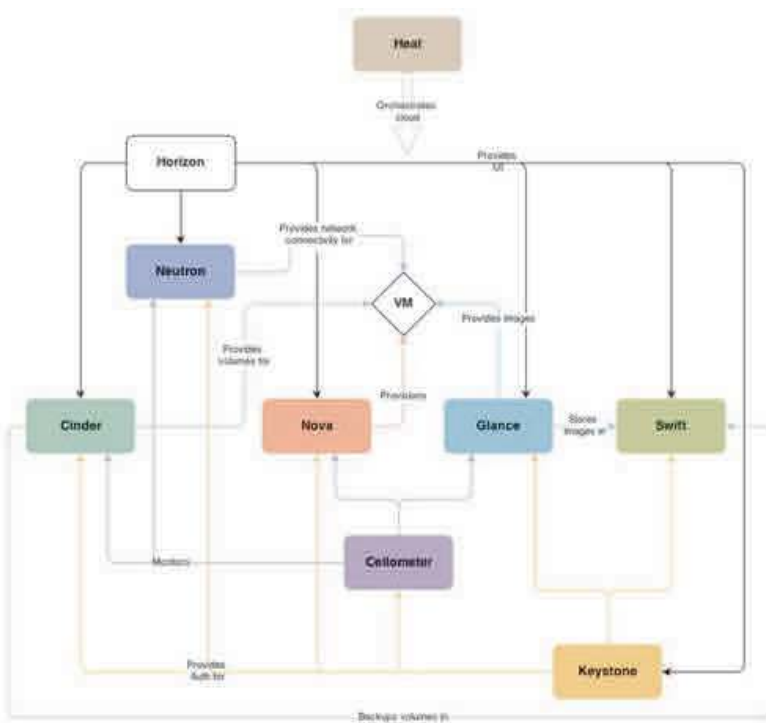 Heat
Orchestrates
cloud
Horizon
Provides
UI
Provides network
connectivity for
Neutron
VM
Provides images
Provides
volumes for
Provisions
Cinder
Nova
Glance
Stores
images in
Swift
Monitors
Ceilometer
Provides
Auth for
Keystone
Backups volumes in